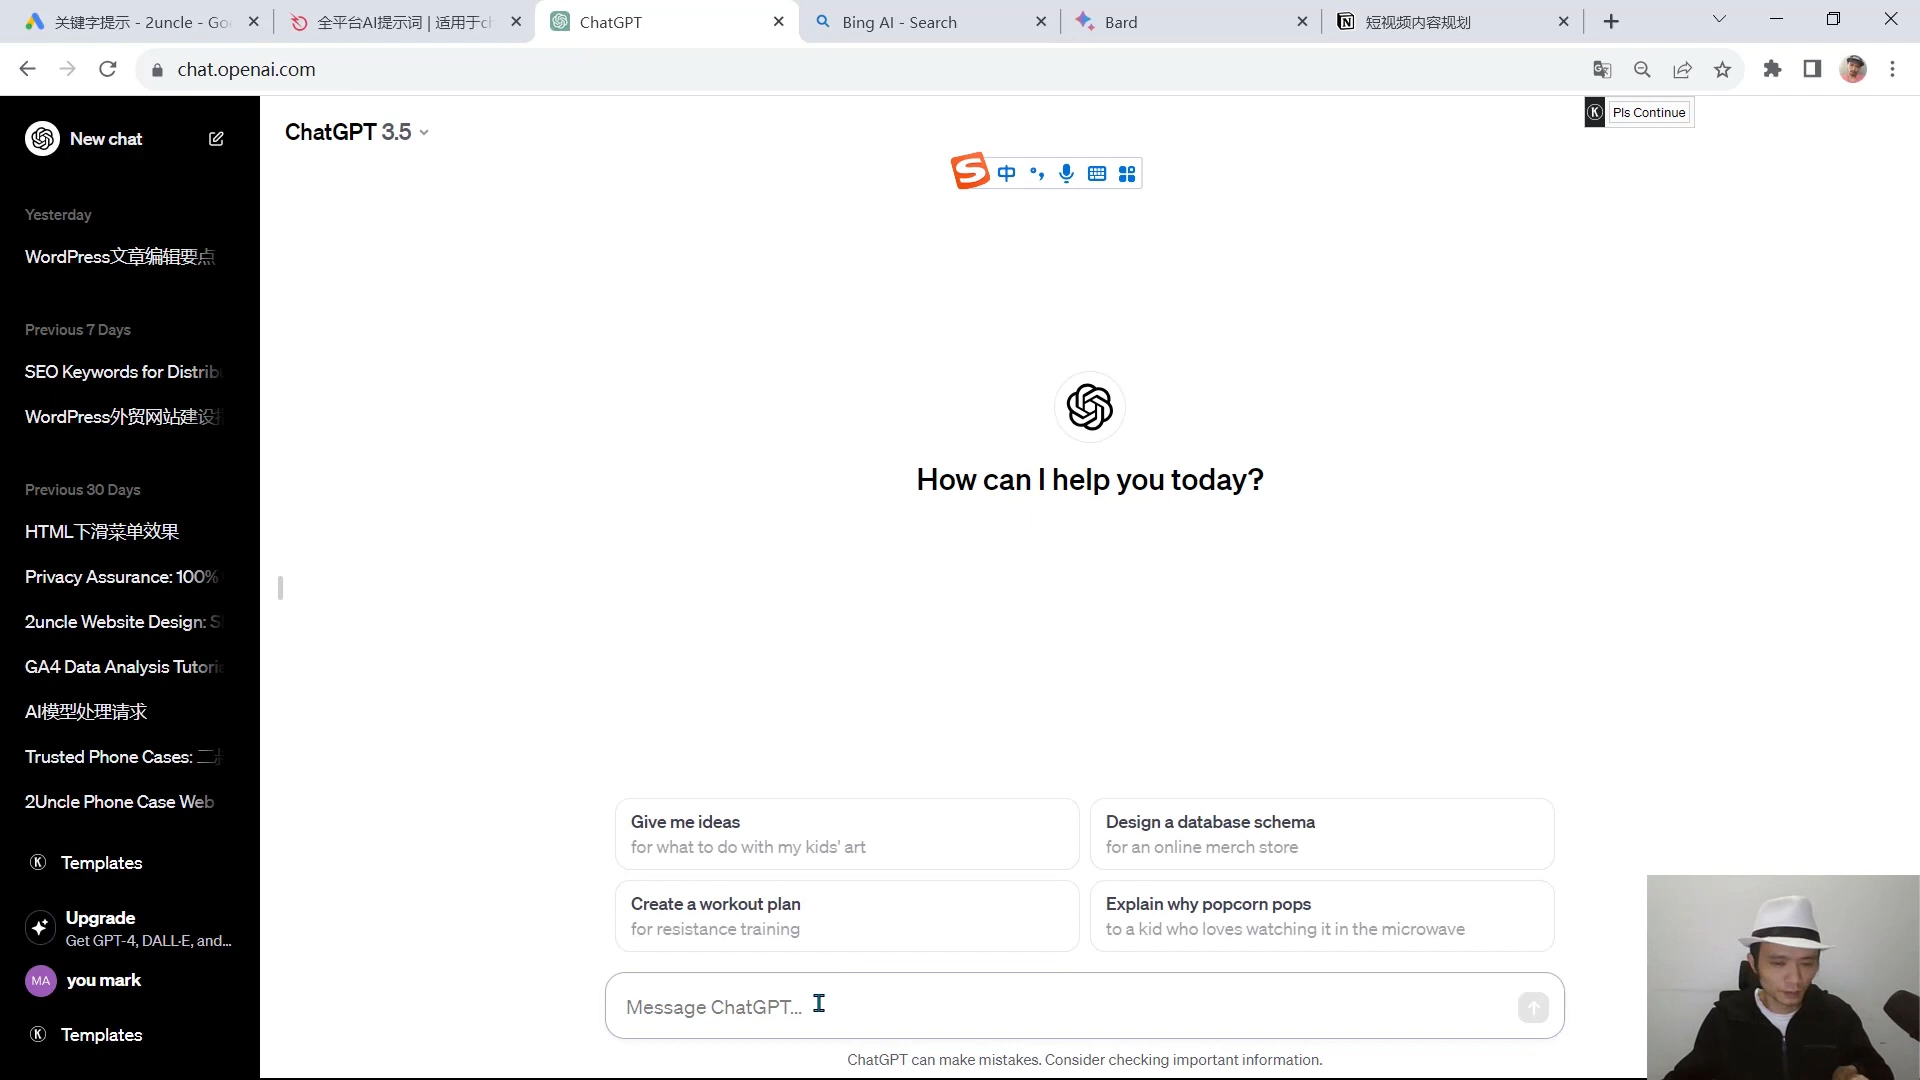 关键字提示 - 2uncle - Go
全平台AI提示词 | 适用于ch
ChatGPT
Bing AI - Search
Bard
短视频内容规划
chat.openai.com
Pls Continue
New chat
ChatGPT 3.5
中
Yesterday
WordPress文章编辑要点
Previous 7 Days
SEO Keywords for Distribu
WordPress外贸网站建设
Previous 30 Days
HTML下滑菜单效果
Privacy Assurance: 100%
2uncle Website Design: S
GA4 Data Analysis Tutori
AI模型处理请求
Trusted Phone Cases: 二
2Uncle Phone Case Web
Templates
Upgrade
Get GPT-4, DALL·E, and...
MA
you mark
Templates
How can I help you today?
Give me ideas
for what to do with my kids' art
Design a database schema
for an online merch store
Create a workout plan
for resistance training
Explain why popcorn pops
to a kid who loves watching it in the microwave
Message ChatGPT...
ChatGPT can make mistakes. Consider checking important information.